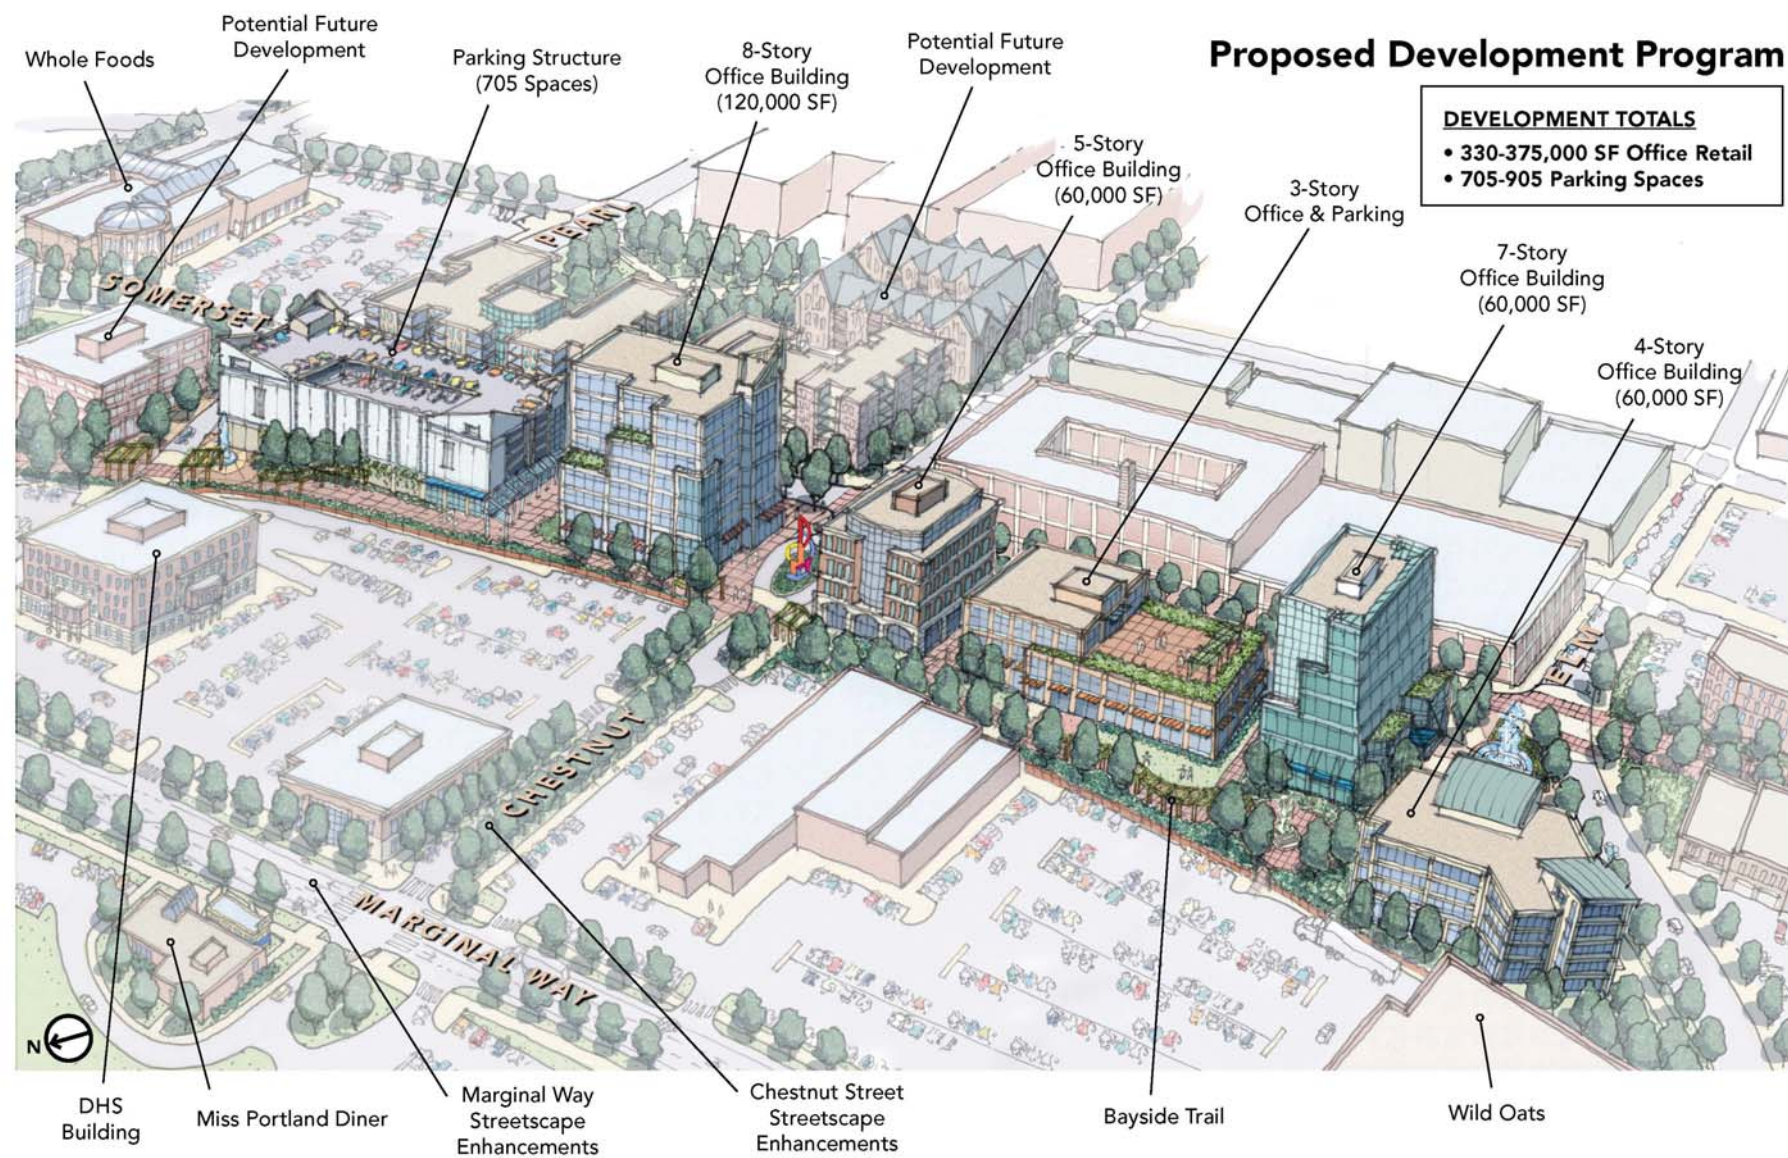 Proposed Development Program
DEVELOPMENT TOTALS
• 330-375,000 SF Office Retail
• 705-905 Parking Spaces
Whole Foods
Potential Future
Development
Parking Structure
(705 Spaces)
8-Story
Office Building
(120,000 SF)
Potential Future
Development
5-Story
Office Building
(60,000 SF)
3-Story
Office & Parking
7-Story
Office Building
(60,000 SF)
4-Story
Office Building
(60,000 SF)
PEARL
SOMERSET
ELM
CHESTNUT
MARGINAL WAY
N
DHS
Building
Miss Portland Diner
Marginal Way
Streetscape
Enhancements
Chestnut Street
Streetscape
Enhancements
Bayside Trail
Wild Oats